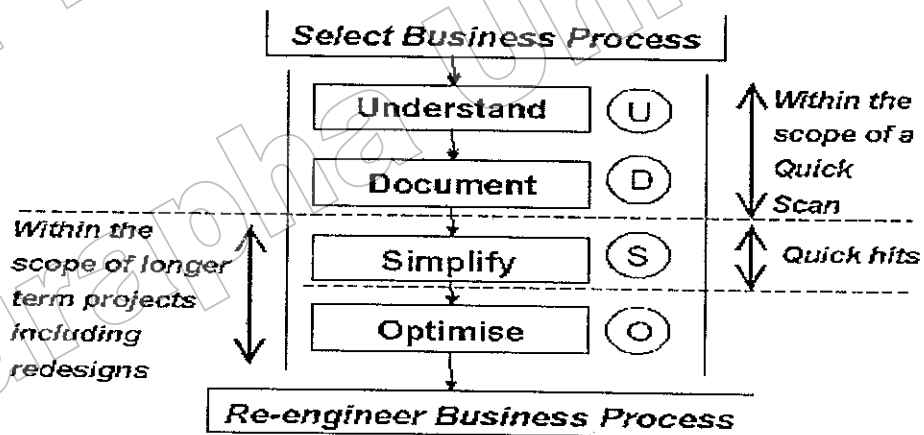 Select Business Process
Understand
U
Within the
scope of a
Quick
Scan
Document
D
Within the
scope of longer
term projects
including
redesigns
Simplify
S
Quick hits
Optimise
O
Re-engineer Business Process